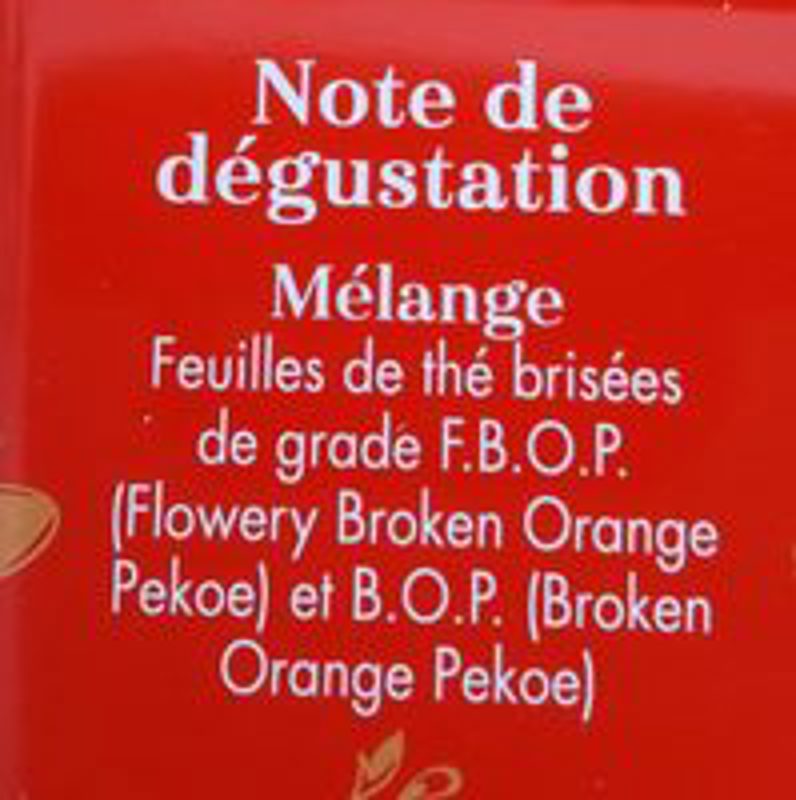 Note de
dégustation
Mélange
Feuilles de thé brisées
de grade F.B.O.P.
(Flowery Broken Orange
Pekoe) et B.O.P. (Broken
Orange Pekoe)